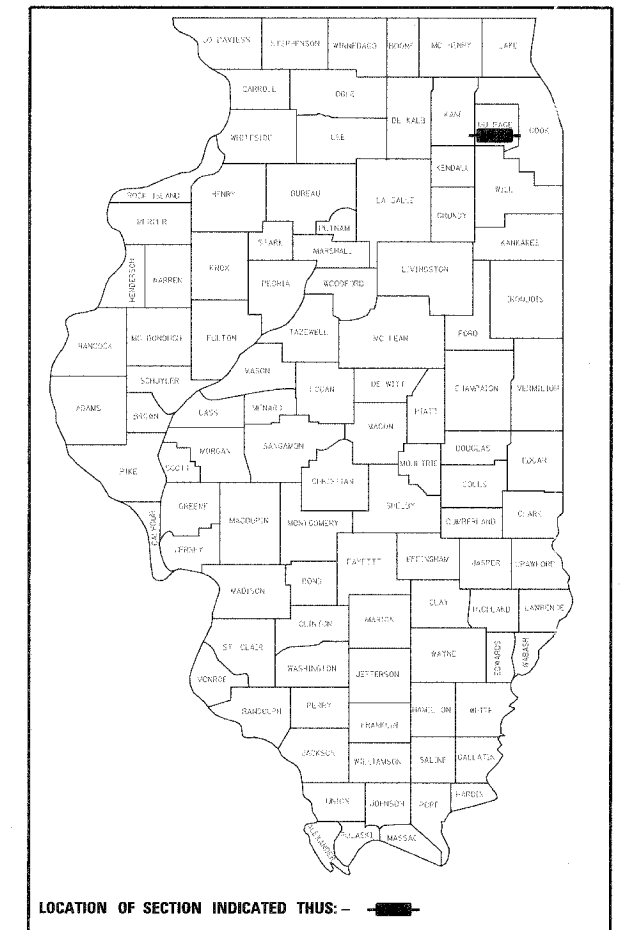 JO DAVIESS STEPHENSON WINNEBAGO BOONE MC HENRY LAKE
CARROLL OGLE
DE KALB KANE DU PAGE COOK
WHITESIDE LEE
KENDALL
ROCK ISLAND HENRY BUREAU LA SALLE GRUNDY WILL
MERCER PUTNAM
STARK MARSHALL KANKAKEE
HENDERSON WARREN KNOX PEORIA WOODFORD LIVINGSTON IROQUOIS
HANCOCK MC DONOUGH FULTON TAZEWELL MC LEAN FORD
SCHUYLER MASON LOGAN DE WITT CHAMPAIGN VERMILION
ADAMS BROWN CASS MENARD MACON PIATT
PIKE SCOTT MORGAN SANGAMON MOULTRIE DOUGLAS EDGAR
CHRISTIAN COLES
CALHOUN GREENE MACOUPIN MONTGOMERY SHELBY CUMBERLAND CLARK
JERSEY
MADISON BOND FAYETTE EFFINGHAM JASPER CRAWFORD
CLAY RICHLAND LAWRENCE
CLINTON MARION
ST CLAIR WAYNE EDWARDS WABASH
MONROE WASHINGTON JEFFERSON
RANDOLPH PERRY HAMILTON WHITE
FRANKLIN
JACKSON WILLIAMSON SALINE GALLATIN
UNION JOHNSON POPE HARDIN
ALEXANDER PULASKI MASSAC
LOCATION OF SECTION INDICATED THUS: –